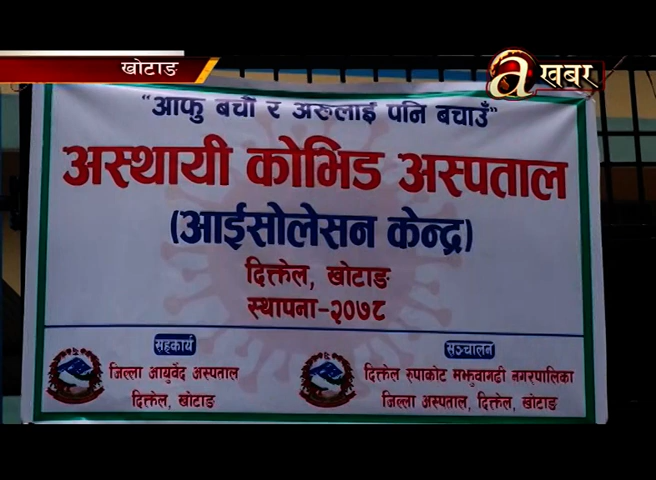 खोटाङ
a खबर
"आफु बचौं र अरुलाई पनि बचाउँ"
अस्थायी कोभिड अस्पताल
(आईसोलेसन केन्द्र)
दिक्तेल, खोटाङ
स्थापना-२०७८
सहकार्य
जिल्ला आयुर्वेद अस्पताल
दिक्तेल, खोटाङ
सञ्चालन
दिक्तेल रुपाकोट मझुवागढी नगरपालिका
जिल्ला अस्पताल, दिक्तेल, खोटाङ